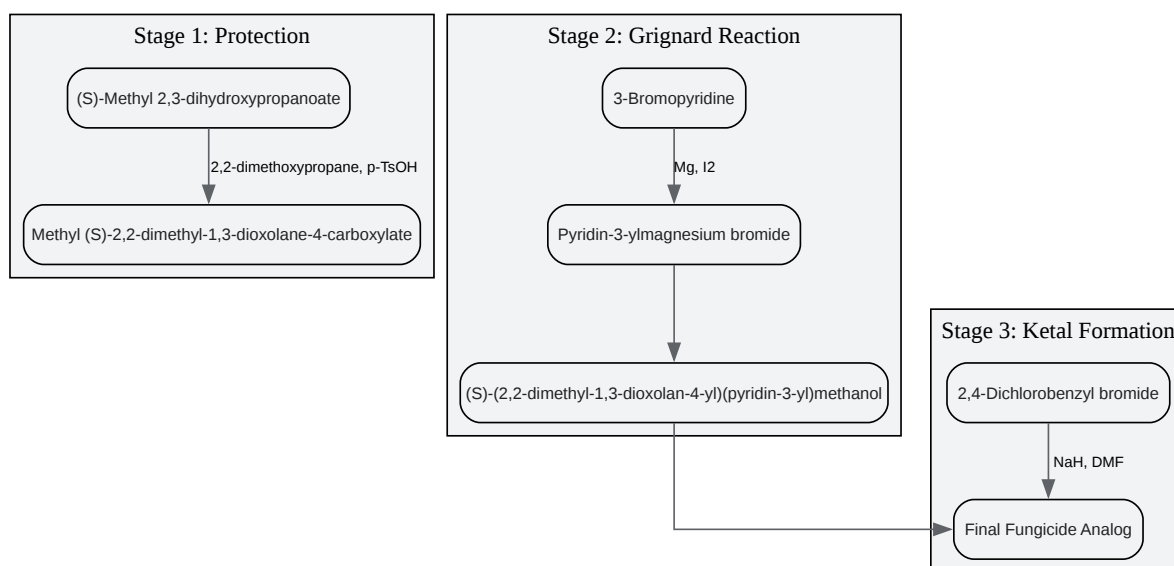 Stage 1: Protection
(S)-Methyl 2,3-dihydroxypropanoate
2,2-dimethoxypropane, p-TsOH
Methyl (S)-2,2-dimethyl-1,3-dioxolane-4-carboxylate
Stage 2: Grignard Reaction
3-Bromopyridine
Mg, I2
Pyridin-3-ylmagnesium bromide
(S)-(2,2-dimethyl-1,3-dioxolan-4-yl)(pyridin-3-yl)methanol
Stage 3: Ketal Formation
2,4-Dichlorobenzyl bromide
NaH, DMF
Final Fungicide Analog